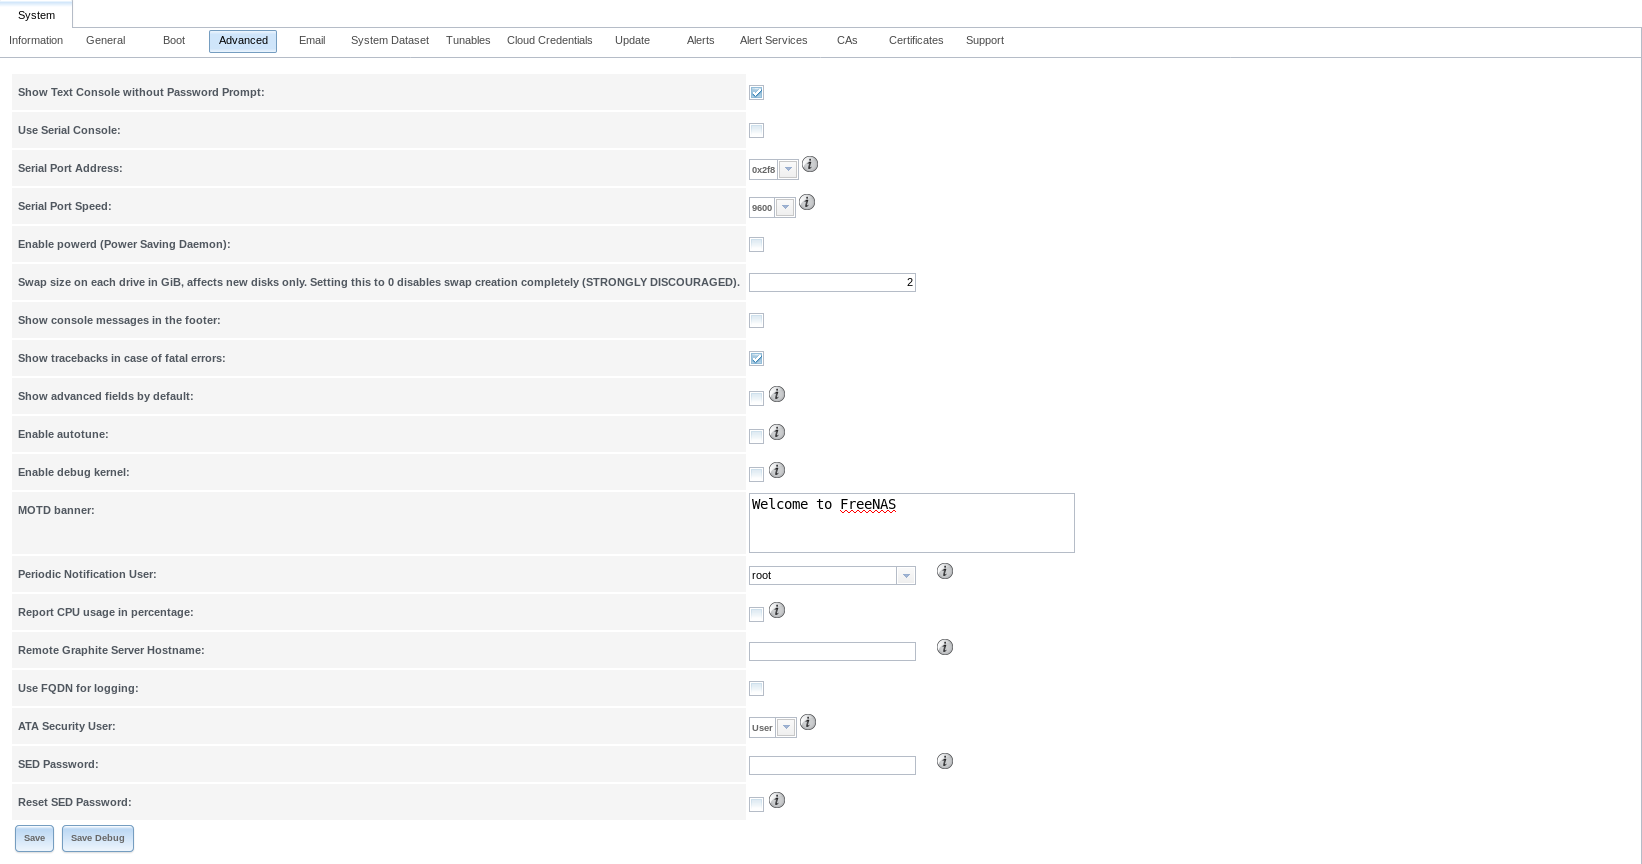 System
Information General Boot Advanced Email System Dataset Tunables Cloud Credentials Update Alerts Alert Services CAs Certificates Support
Show Text Console without Password Prompt:
Use Serial Console:
Serial Port Address: 0x2f8 i
Serial Port Speed: 9600 i
Enable powerd (Power Saving Daemon):
Swap size on each drive in GiB, affects new disks only. Setting this to 0 disables swap creation completely (STRONGLY DISCOURAGED). 2
Show console messages in the footer:
Show tracebacks in case of fatal errors:
Show advanced fields by default: i
Enable autotune: i
Enable debug kernel: i
MOTD banner: Welcome to FreeNAS
Periodic Notification User: root i
Report CPU usage in percentage: i
Remote Graphite Server Hostname: i
Use FQDN for logging:
ATA Security User: User i
SED Password: i
Reset SED Password: i
Save Save Debug